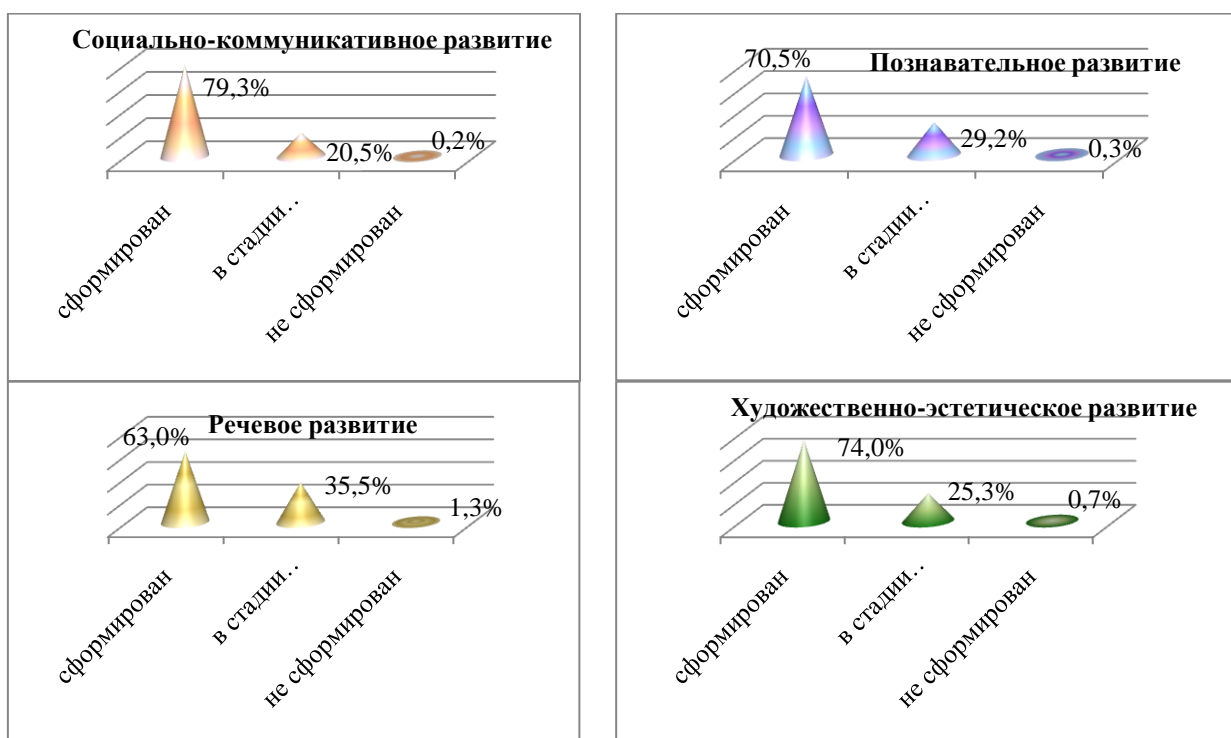 Социально-коммуникативное развитие
79,3%
20,5%
0,2%
сформирован
в стадии…
не сформирован
Познавательное развитие
70,5%
29,2%
0,3%
сформирован
в стадии…
не сформирован
Речевое развитие
63,0%
35,5%
1,3%
сформирован
в стадии…
не сформирован
Художественно-эстетическое развитие
74,0%
25,3%
0,7%
сформирован
в стадии…
не сформирован